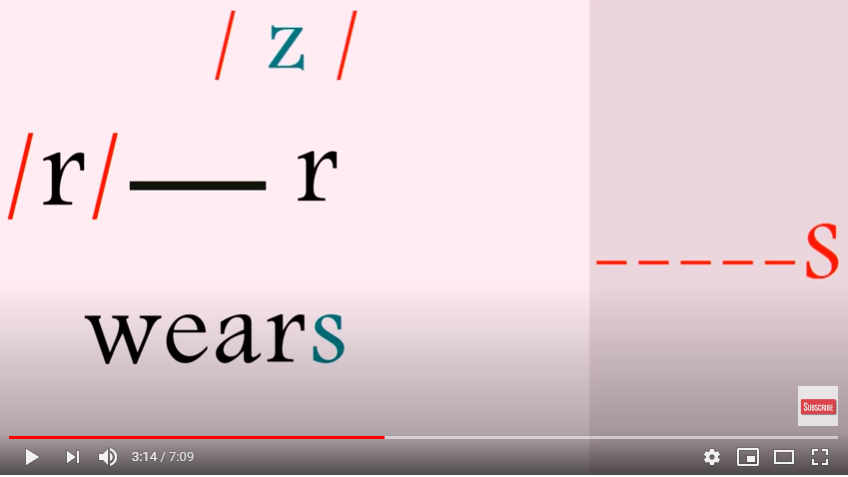 / z /
/r/— r
-----s
wears
SUBSCRIBE
3:14 / 7:09